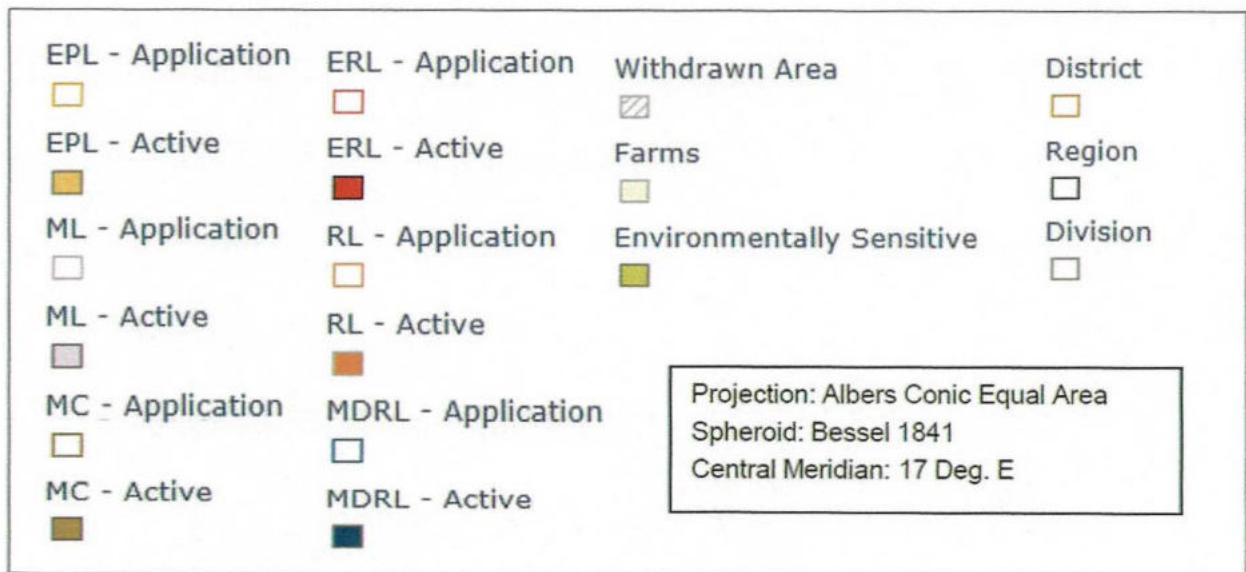 EPL - Application
EPL - Active
ML - Application
ML - Active
MC - Application
MC - Active
ERL - Application
ERL - Active
RL - Application
RL - Active
MDRL - Application
MDRL - Active
Withdrawn Area
Farms
Environmentally Sensitive
District
Region
Division
Projection: Albers Conic Equal Area
Spheroid: Bessel 1841
Central Meridian: 17 Deg. E